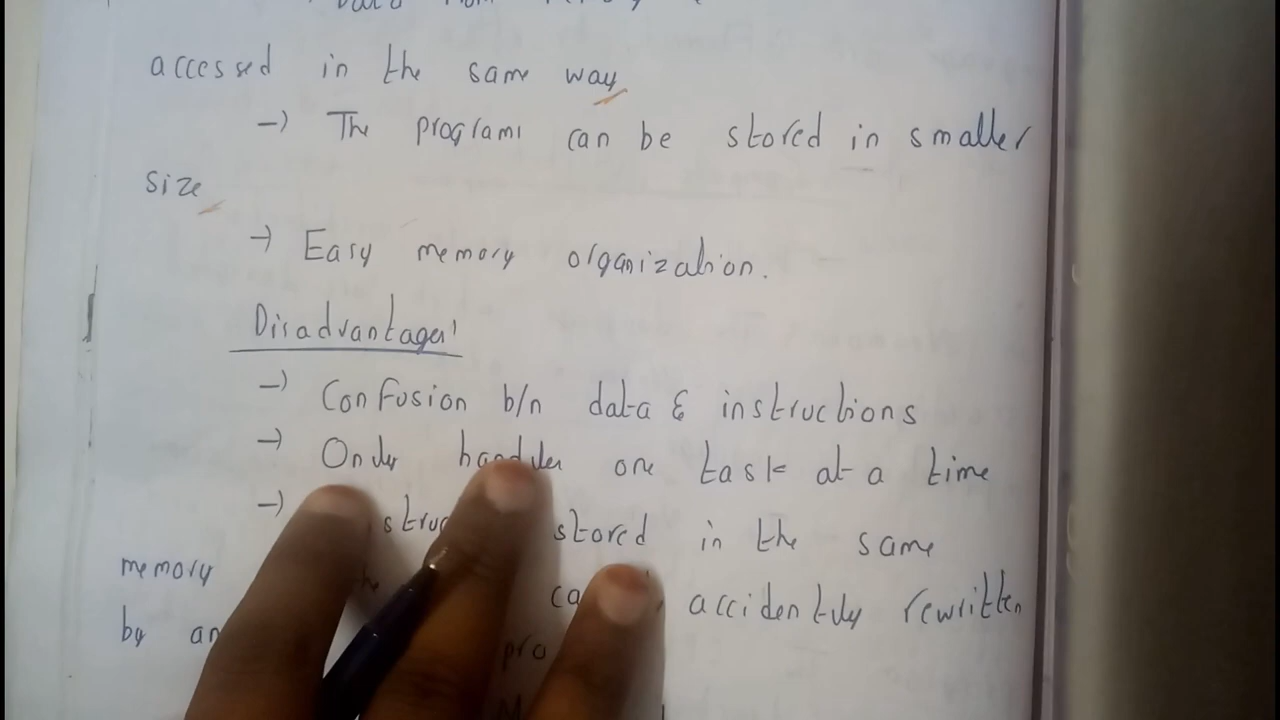 accessed in the same way
→ The programs can be stored in smaller
size
→ Easy memory organization.
Disadvantages:
→ Confusion b/n data & instructions
→ Only handles one task at a time
→ stored in the same
memory accidently rewritten
by